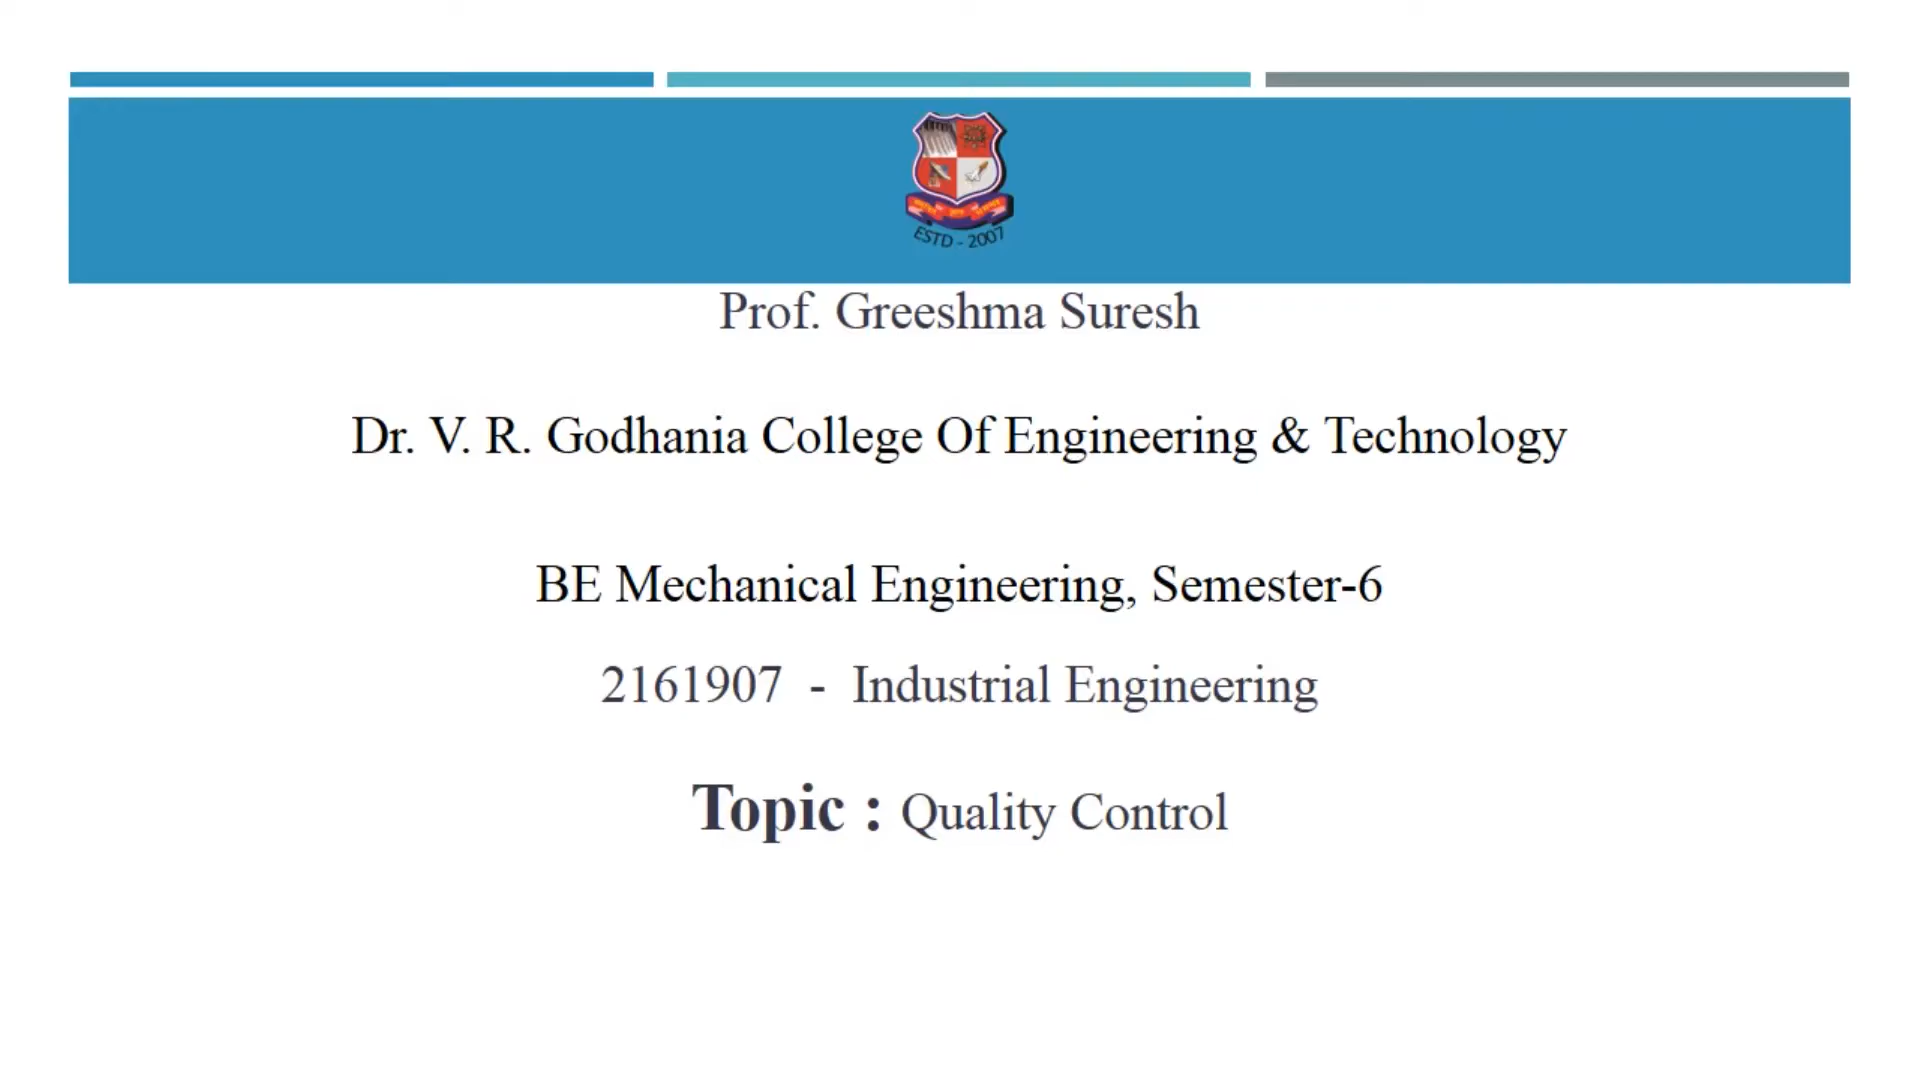 ESTD - 2007
Prof. Greeshma Suresh
Dr. V. R. Godhania College Of Engineering & Technology
BE Mechanical Engineering, Semester-6
2161907 - Industrial Engineering
Topic : Quality Control